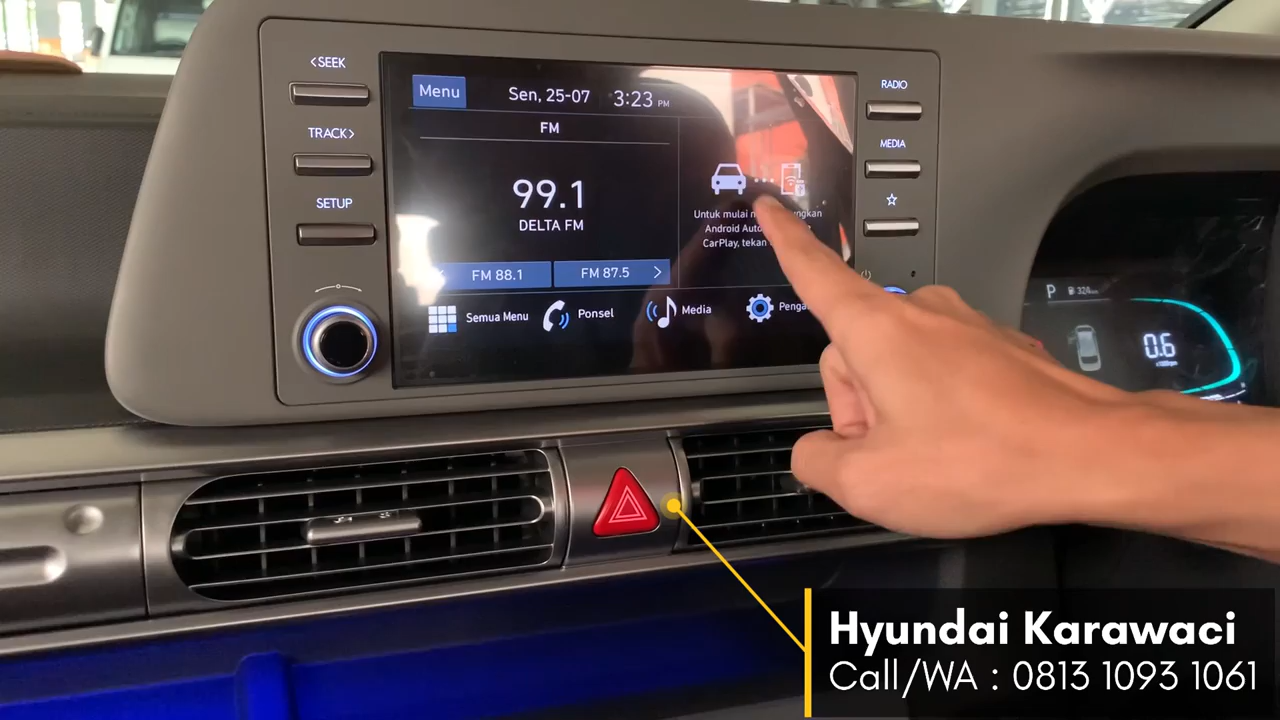 <SEEK
TRACK>
SETUP
Menu
Sen, 25-07
3:23 PM
FM
99.1
DELTA FM
FM 88.1
FM 87.5
Untuk mulai
Android Auto
CarPlay, tekan
Semua Menu
Ponsel
Media
RADIO
MEDIA
P
324
0.6
Hyundai Karawaci
Call/WA : 0813 1093 1061